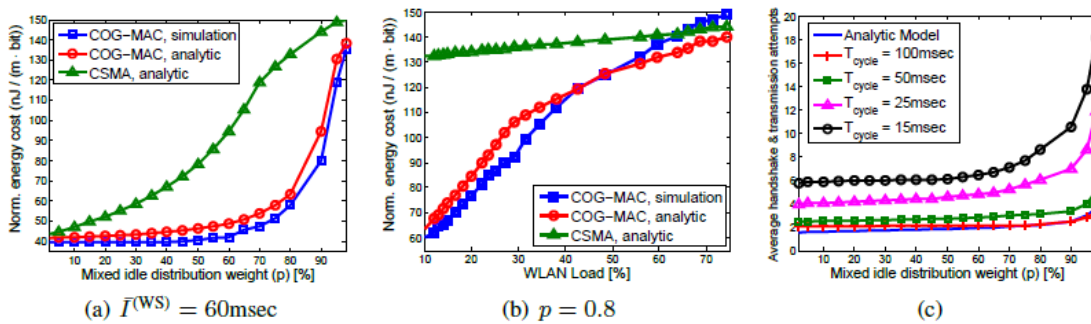 Norm. energy cost (nJ / (m · bit))
150
140
130
120
110
100
90
80
70
60
50
40
COG−MAC, simulation
COG−MAC, analytic
CSMA, analytic
10 20 30 40 50 60 70 80 90
Mixed idle distribution weight (p) [%]
(a) Ī(WS) = 60msec
Norm. energy cost (nJ / (m · bit))
150
140
130
120
110
100
90
80
70
60
COG−MAC, simulation
COG−MAC, analytic
CSMA, analytic
10 20 30 40 50 60 70
WLAN Load [%]
(b) p = 0.8
Average handshake & transmission attempts
20
18
16
14
12
10
8
6
4
2
0
Analytic Model
Tcycle = 100msec
Tcycle = 50msec
Tcycle = 25msec
Tcycle = 15msec
10 20 30 40 50 60 70 80 90
Mixed idle distribution weight (p) [%]
(c)